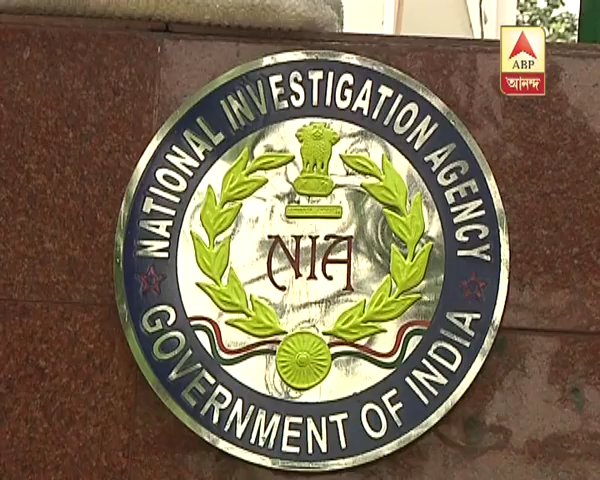 ABP
আনন্দ
NATIONAL INVESTIGATION AGENCY
NIA
GOVERNMENT OF INDIA